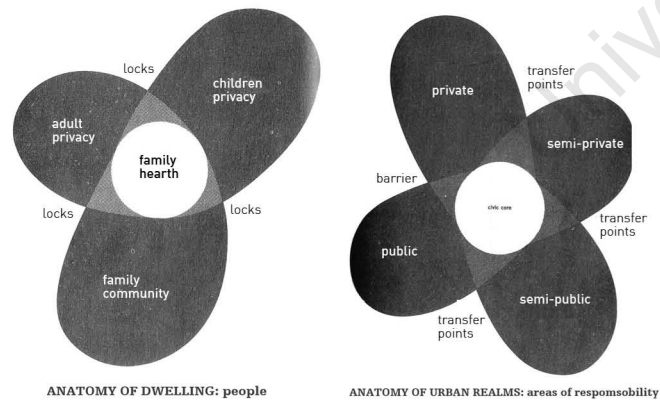 locks
children
privacy
adult
privacy
family
hearth
locks
locks
family
community
ANATOMY OF DWELLING: people
private
transfer
points
semi-private
barrier
civic core
transfer
points
public
semi-public
transfer
points
ANATOMY OF URBAN REALMS: areas of respomsobility